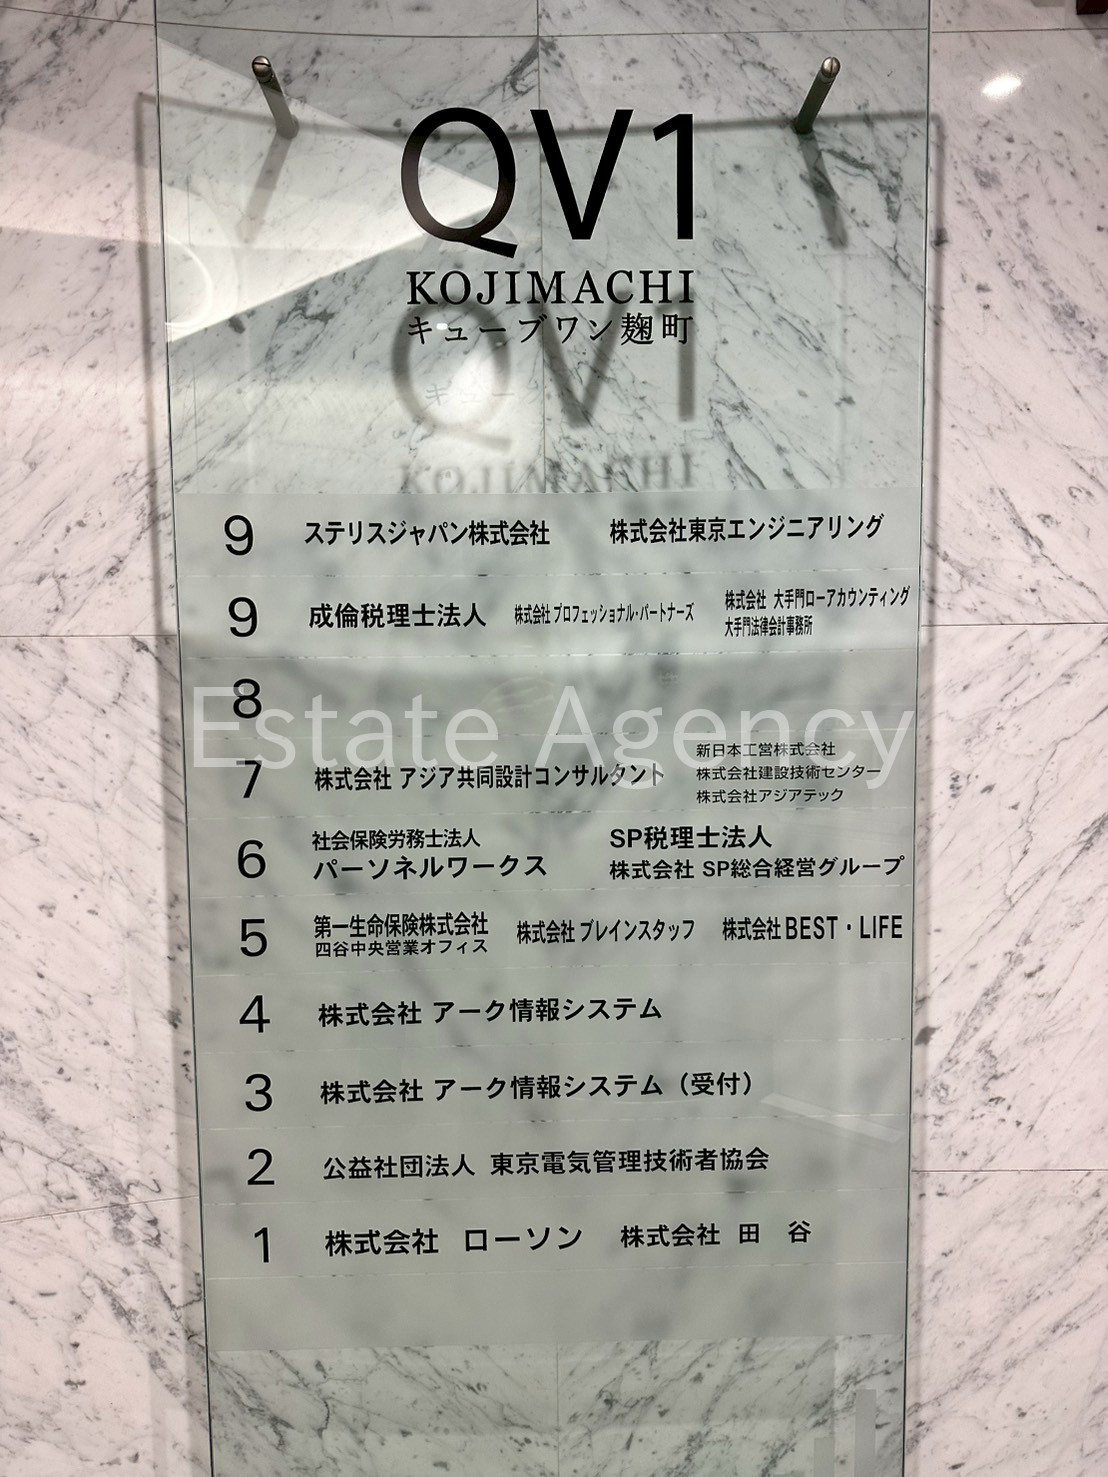 QV1
KOJIMACHI
キューブワン麹町
9 ステリスジャパン株式会社 株式会社東京エンジニアリング
9 成倫税理士法人 株式会社 プロフェッショナル・パートナーズ 株式会社 大手門ローアカウンティング
大手門法律会計事務所
8
Estate Agency
7 株式会社 アジア共同設計コンサルタント 新日本工営株式会社
株式会社建設技術センター
株式会社アジアテック
6 社会保険労務士法人 SP税理士法人
パーソネルワークス 株式会社 SP総合経営グループ
5 第一生命保険株式会社 株式会社 ブレインスタッフ 株式会社 BEST・LIFE
四谷中央営業オフィス
4 株式会社 アーク情報システム
3 株式会社 アーク情報システム（受付）
2 公益社団法人 東京電気管理技術者協会
1 株式会社 ローソン 株式会社 田 谷